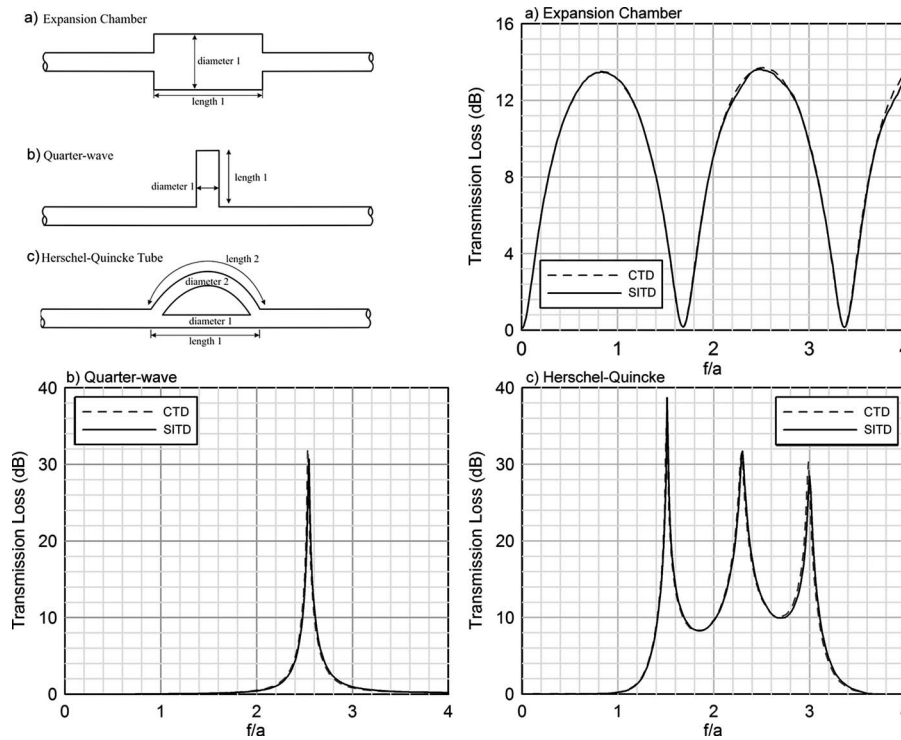 a) Expansion Chamber
diameter 1
length 1
b) Quarter-wave
diameter 1
length 1
c) Herschel-Quincke Tube
length 2
diameter 2
diameter 1
length 1
a) Expansion Chamber
Transmission Loss (dB)
16
12
8
4
0
CTD
SITD
0 1 2 3 4
f/a
b) Quarter-wave
Transmission Loss (dB)
40
30
20
10
0
CTD
SITD
0 1 2 3 4
f/a
c) Herschel-Quincke
Transmission Loss (dB)
40
30
20
10
0
CTD
SITD
0 1 2 3 4
f/a